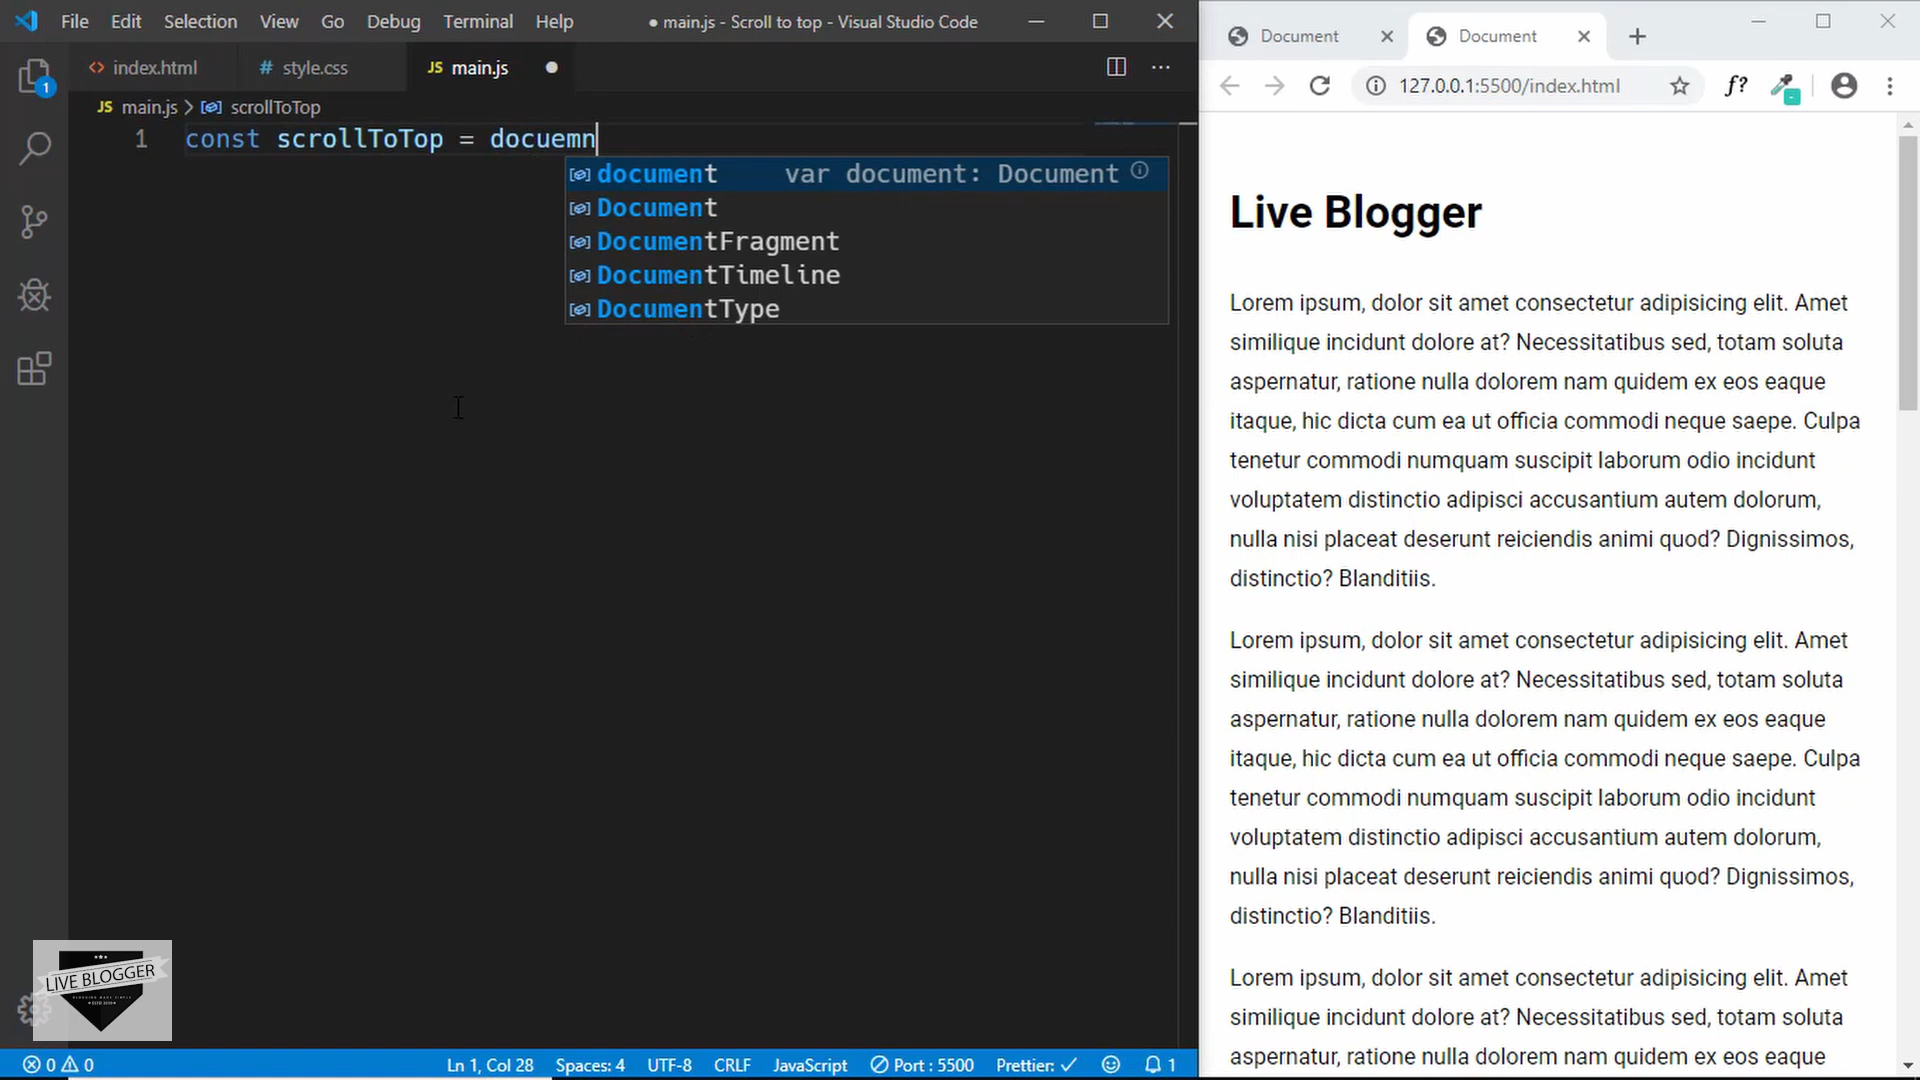 File Edit Selection View Go Debug Terminal Help ● main.js - Scroll to top - Visual Studio Code
index.html style.css JS main.js
JS main.js > scrollToTop
1 const scrollToTop = docuemn
document var document: Document
Document
DocumentFragment
DocumentTimeline
DocumentType
LIVE BLOGGER
0 0 Ln 1, Col 28 Spaces: 4 UTF-8 CRLF JavaScript Port : 5500 Prettier: ✓ 1
Document Document
127.0.0.1:5500/index.html f?
Live Blogger
Lorem ipsum, dolor sit amet consectetur adipisicing elit. Amet
similique incidunt dolore at? Necessitatibus sed, totam soluta
aspernatur, ratione nulla dolorem nam quidem ex eos eaque
itaque, hic dicta cum ea ut officia commodi neque saepe. Culpa
tenetur commodi numquam suscipit laborum odio incidunt
voluptatem distinctio adipisci accusantium autem dolorum,
nulla nisi placeat deserunt reiciendis animi quod? Dignissimos,
distinctio? Blanditiis.
Lorem ipsum, dolor sit amet consectetur adipisicing elit. Amet
similique incidunt dolore at? Necessitatibus sed, totam soluta
aspernatur, ratione nulla dolorem nam quidem ex eos eaque
itaque, hic dicta cum ea ut officia commodi neque saepe. Culpa
tenetur commodi numquam suscipit laborum odio incidunt
voluptatem distinctio adipisci accusantium autem dolorum,
nulla nisi placeat deserunt reiciendis animi quod? Dignissimos,
distinctio? Blanditiis.
Lorem ipsum, dolor sit amet consectetur adipisicing elit. Amet
similique incidunt dolore at? Necessitatibus sed, totam soluta
aspernatur, ratione nulla dolorem nam quidem ex eos eaque